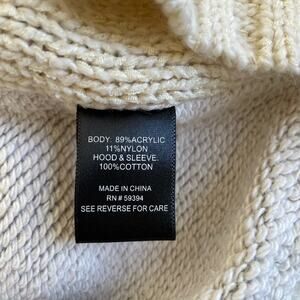 BODY: 89%ACRYLIC
11%NYLON
HOOD & SLEEVE.
100%COTTON
MADE IN CHINA
RN # 59394
SEE REVERSE FOR CARE